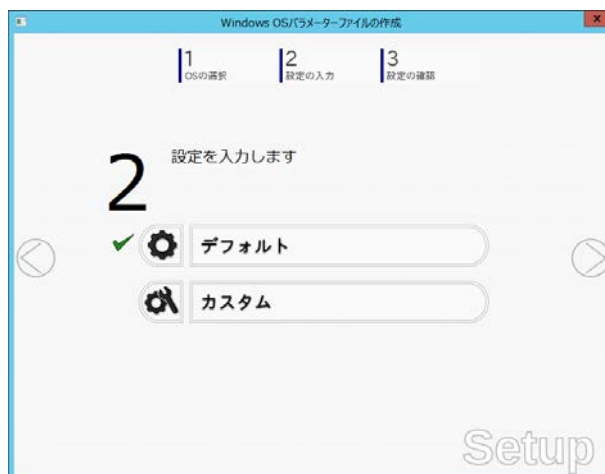 Windows OSパラメーターファイルの作成
1
OSの選択
2
設定の入力
3
設定の確認
2
設定を入力します
デフォルト
カスタム
Setup